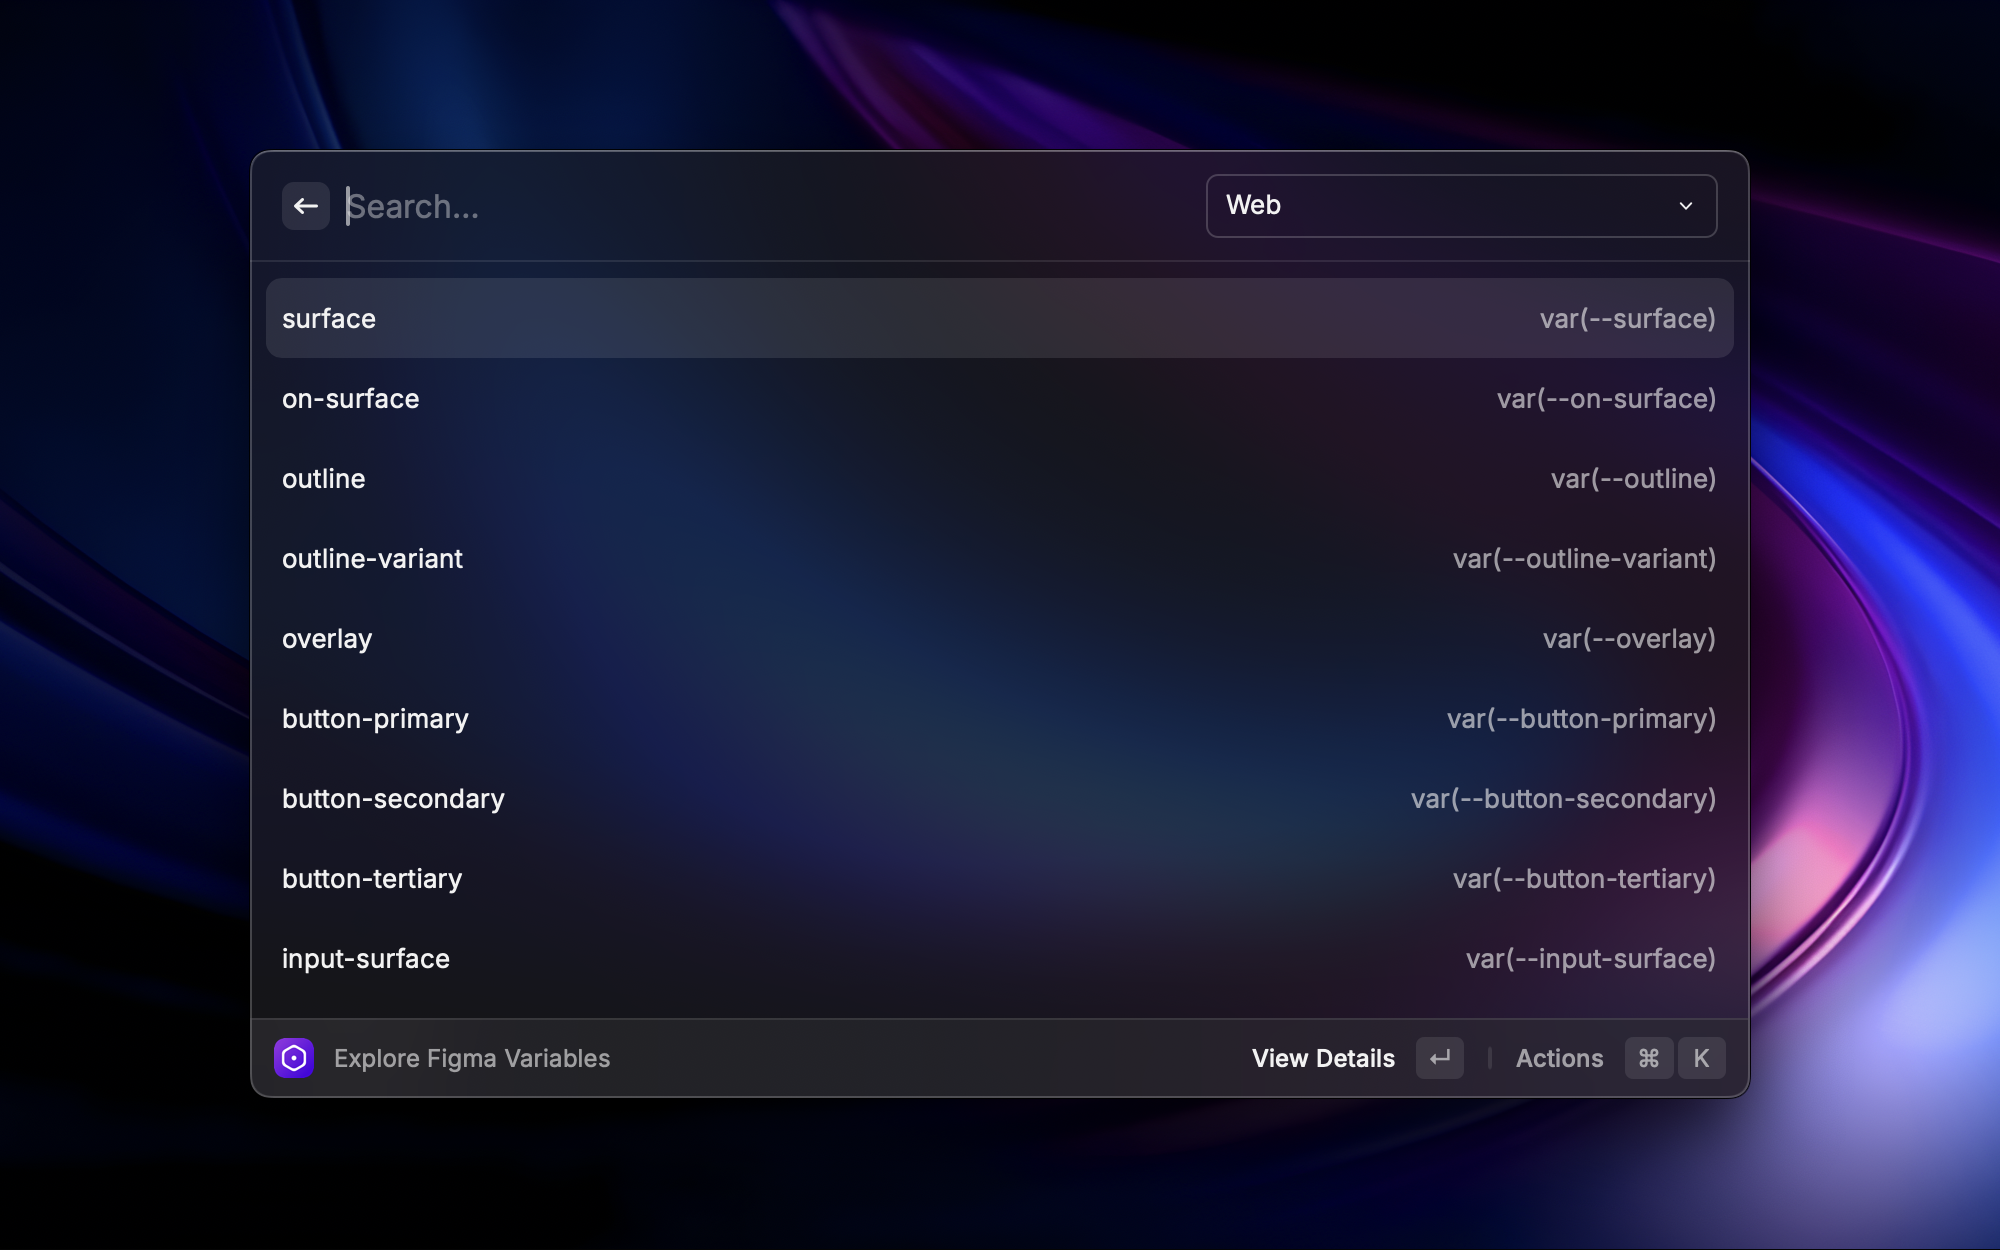 Search...
Web
surface var(--surface)
on-surface var(--on-surface)
outline var(--outline)
outline-variant var(--outline-variant)
overlay var(--overlay)
button-primary var(--button-primary)
button-secondary var(--button-secondary)
button-tertiary var(--button-tertiary)
input-surface var(--input-surface)
Explore Figma Variables View Details ↵ Actions ⌘ K